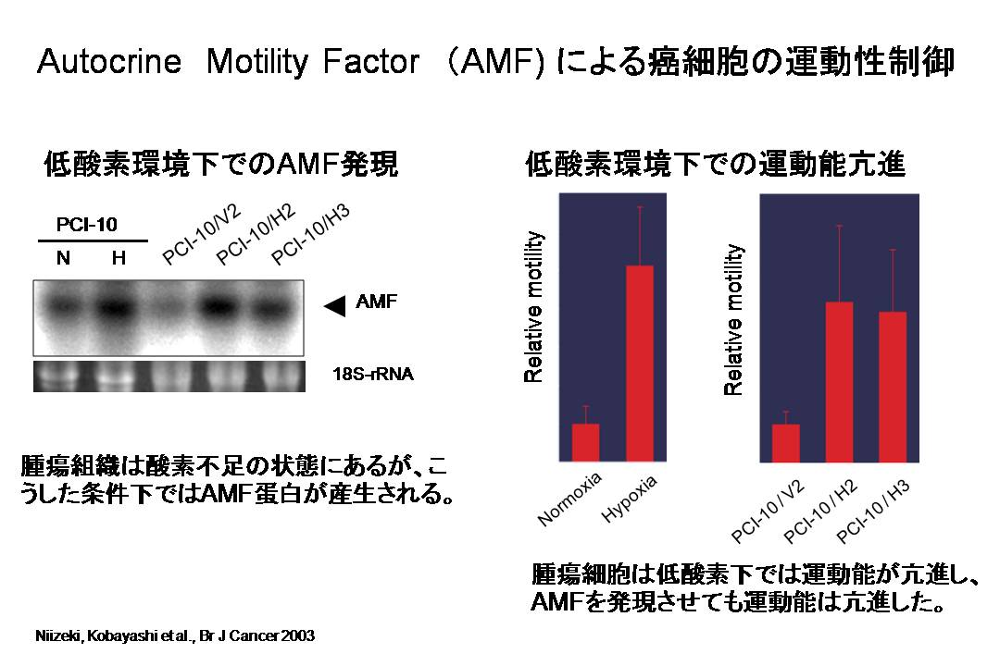 Autocrine Motility Factor （AMF) による癌細胞の運動性制御
低酸素環境下でのAMF発現
PCI-10
N H
PCI-10/V2
PCI-10/H2
PCI-10/H3
AMF
18S-rRNA
腫瘍組織は酸素不足の状態にあるが、こ
うした条件下ではAMF蛋白が産生される。
低酸素環境下での運動能亢進
Relative motility
Normoxia
Hypoxia
Relative motility
PCI-10 / V2
PCI-10 / H2
PCI-10 / H3
腫瘍細胞は低酸素下では運動能が亢進し、
AMFを発現させても運動能は亢進した。
Niizeki, Kobayashi et al., Br J Cancer 2003